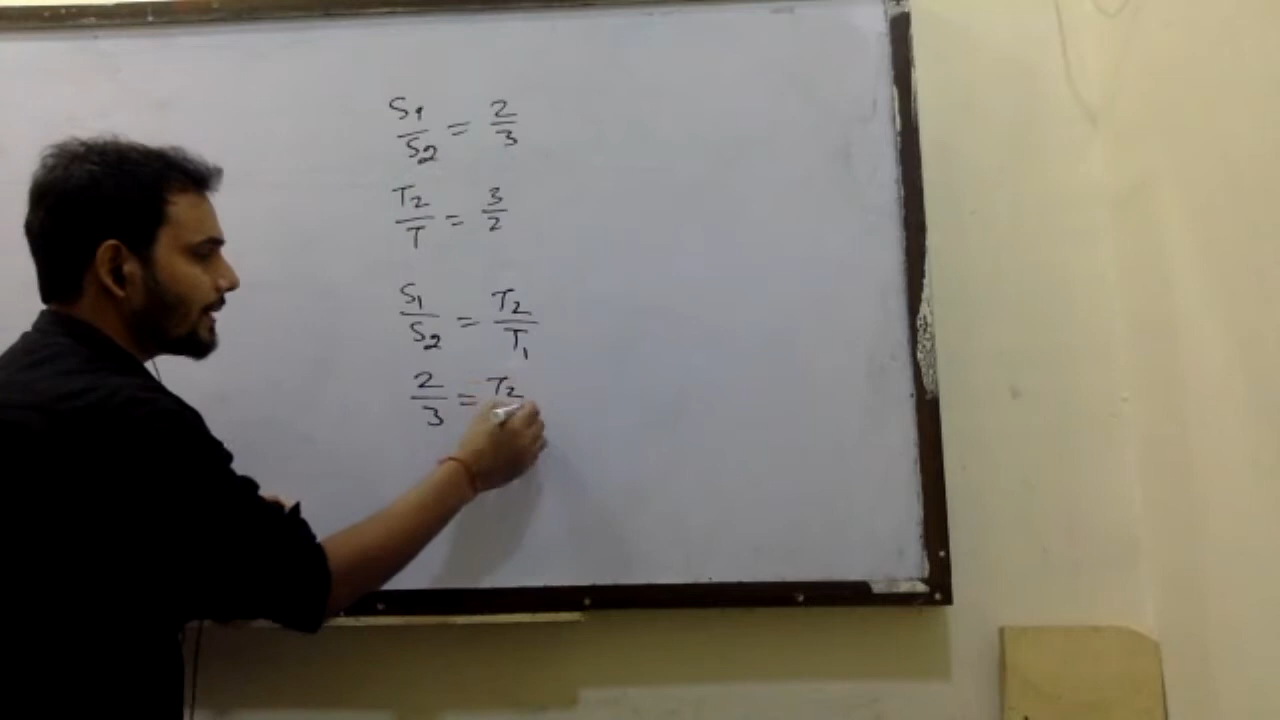 S1/S2 = 2/3
T2/T = 3/2
S1/S2 = T2/T1
2/3 = T2